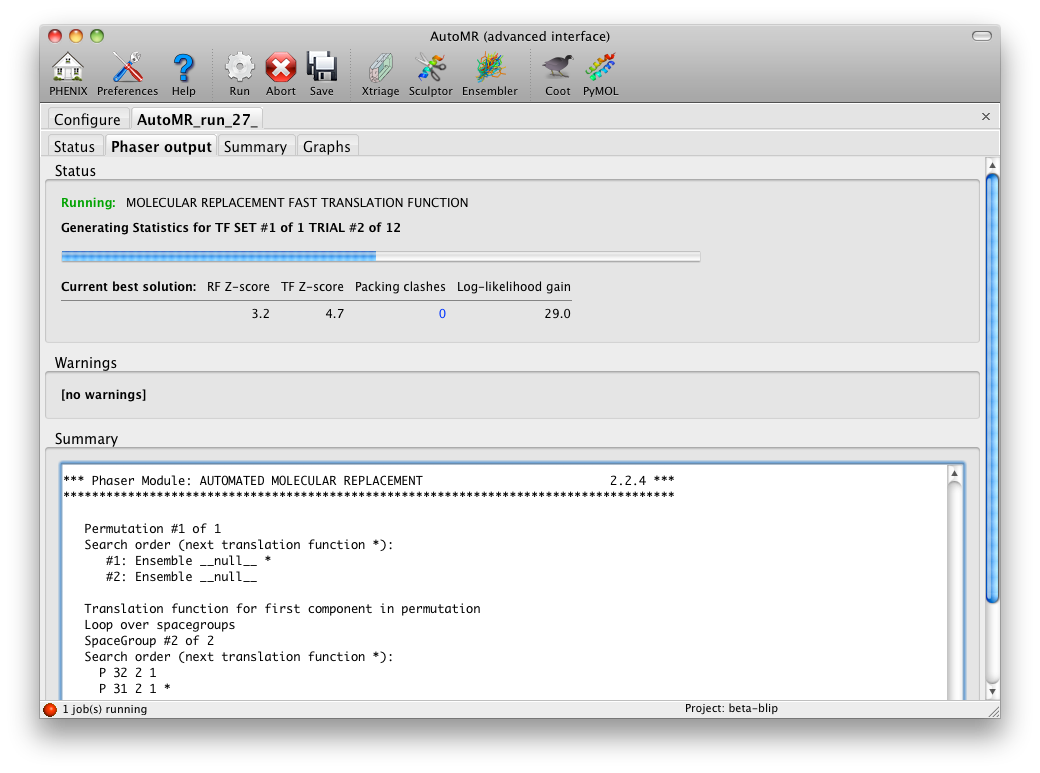 AutoMR (advanced interface)
PHENIX Preferences Help Run Abort Save Xtriage Sculptor Ensembler Coot PyMOL
Configure AutoMR_run_27_
Status Phaser output Summary Graphs
Status
Running: MOLECULAR REPLACEMENT FAST TRANSLATION FUNCTION
Generating Statistics for TF SET #1 of 1 TRIAL #2 of 12
Current best solution: RF Z-score TF Z-score Packing clashes Log-likelihood gain
3.2 4.7 0 29.0
Warnings
[no warnings]
Summary
*** Phaser Module: AUTOMATED MOLECULAR REPLACEMENT 2.2.4 ***
*************************************************************************************
Permutation #1 of 1
Search order (next translation function *):
#1: Ensemble __null__ *
#2: Ensemble __null__
Translation function for first component in permutation
Loop over spacegroups
SpaceGroup #2 of 2
Search order (next translation function *):
P 32 2 1
P 31 2 1 *
1 job(s) running Project: beta-blip